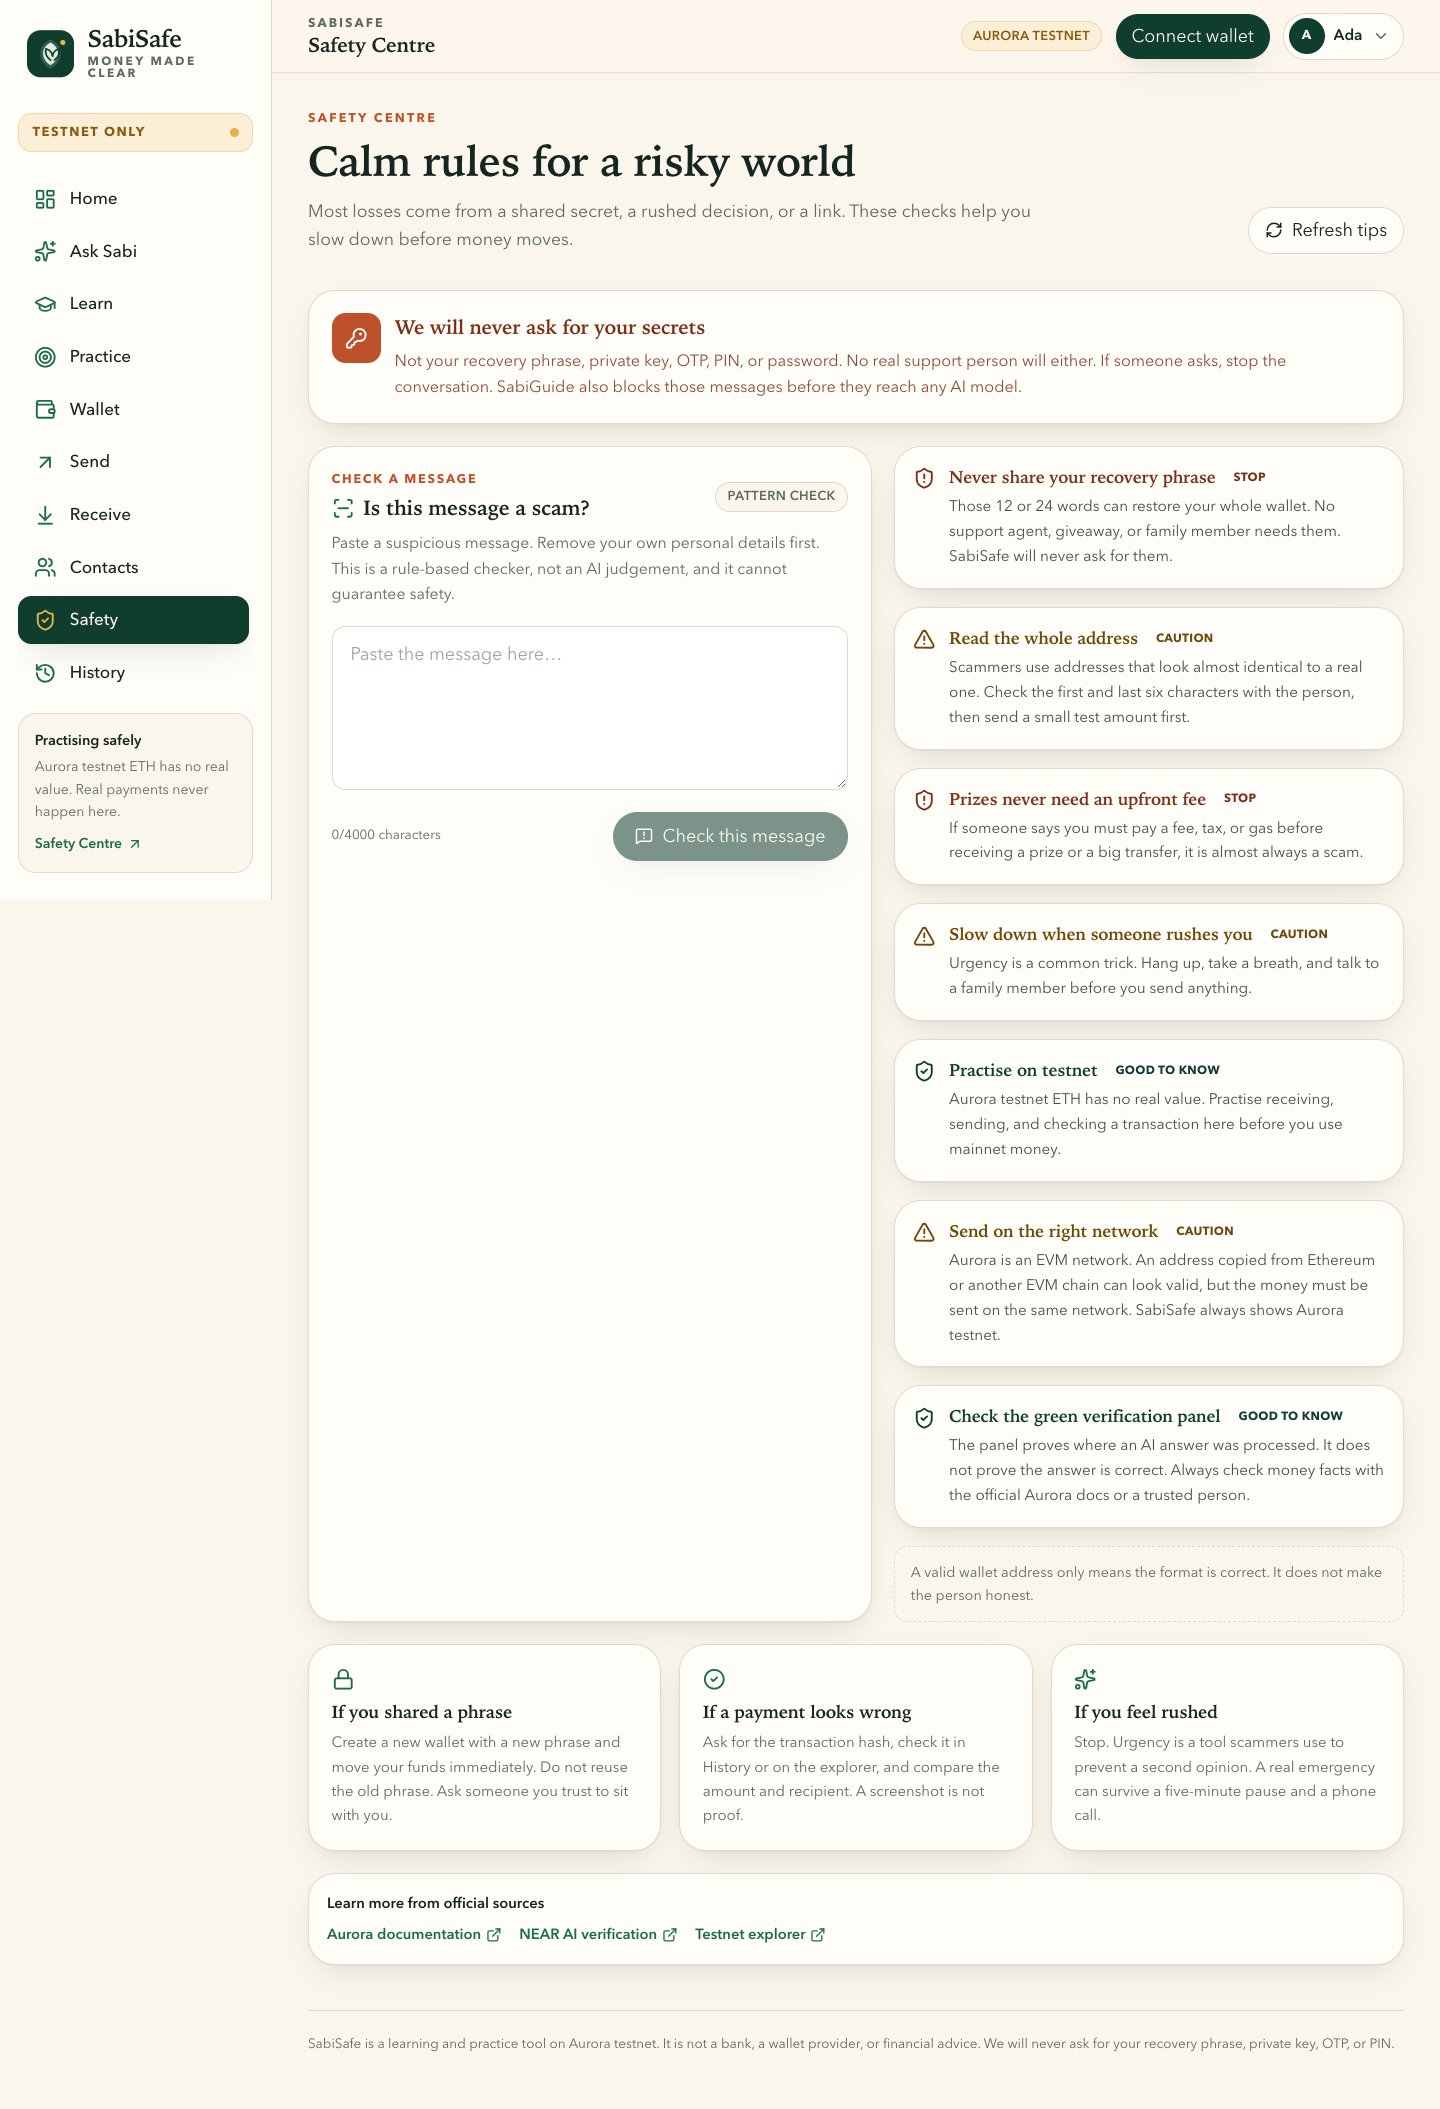 SabiSafe
MONEY MADE
CLEAR
TESTNET ONLY
Home
Ask Sabi
Learn
Practice
Wallet
Send
Receive
Contacts
Safety
History
Practising safely
Aurora testnet ETH has no real
value. Real payments never
happen here.
Safety Centre
SABISAFE
Safety Centre
AURORA TESTNET
Connect wallet
A
Ada
SAFETY CENTRE
Calm rules for a risky world
Most losses come from a shared secret, a rushed decision, or a link. These checks help you
slow down before money moves.
Refresh tips
We will never ask for your secrets
Not your recovery phrase, private key, OTP, PIN, or password. No real support person will either. If someone asks, stop the
conversation. SabiGuide also blocks those messages before they reach any AI model.
CHECK A MESSAGE
Is this message a scam?
PATTERN CHECK
Paste a suspicious message. Remove your own personal details first.
This is a rule-based checker, not an AI judgement, and it cannot
guarantee safety.
Paste the message here…
0/4000 characters
Check this message
Never share your recovery phrase STOP
Those 12 or 24 words can restore your whole wallet. No
support agent, giveaway, or family member needs them.
SabiSafe will never ask for them.
Read the whole address CAUTION
Scammers use addresses that look almost identical to a real
one. Check the first and last six characters with the person,
then send a small test amount first.
Prizes never need an upfront fee STOP
If someone says you must pay a fee, tax, or gas before
receiving a prize or a big transfer, it is almost always a scam.
Slow down when someone rushes you CAUTION
Urgency is a common trick. Hang up, take a breath, and talk to
a family member before you send anything.
Practise on testnet GOOD TO KNOW
Aurora testnet ETH has no real value. Practise receiving,
sending, and checking a transaction here before you use
mainnet money.
Send on the right network CAUTION
Aurora is an EVM network. An address copied from Ethereum
or another EVM chain can look valid, but the money must be
sent on the same network. SabiSafe always shows Aurora
testnet.
Check the green verification panel GOOD TO KNOW
The panel proves where an AI answer was processed. It does
not prove the answer is correct. Always check money facts with
the official Aurora docs or a trusted person.
A valid wallet address only means the format is correct. It does not make
the person honest.
If you shared a phrase
Create a new wallet with a new phrase and
move your funds immediately. Do not reuse
the old phrase. Ask someone you trust to sit
with you.
If a payment looks wrong
Ask for the transaction hash, check it in
History or on the explorer, and compare the
amount and recipient. A screenshot is not
proof.
If you feel rushed
Stop. Urgency is a tool scammers use to
prevent a second opinion. A real emergency
can survive a five-minute pause and a phone
call.
Learn more from official sources
Aurora documentation NEAR AI verification Testnet explorer
SabiSafe is a learning and practice tool on Aurora testnet. It is not a bank, a wallet provider, or financial advice. We will never ask for your recovery phrase, private key, OTP, or PIN.